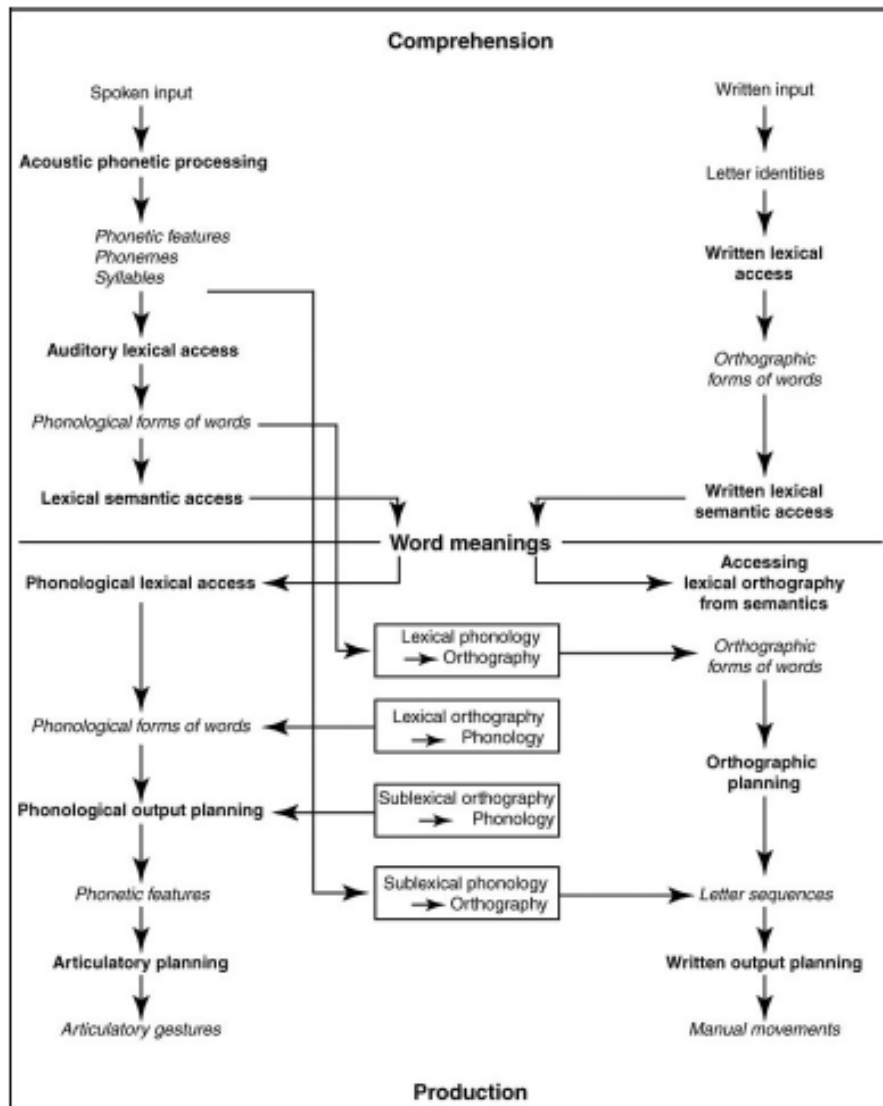 Comprehension
Spoken input
Acoustic phonetic processing
Phonetic features
Phonemes
Syllables
Auditory lexical access
Phonological forms of words
Lexical semantic access
Written input
Letter identities
Written lexical
access
Orthographic
forms of words
Written lexical
semantic access
Word meanings
Phonological lexical access
Phonological forms of words
Phonological output planning
Phonetic features
Articulatory planning
Articulatory gestures
Lexical phonology
→ Orthography
Lexical orthography
→ Phonology
Sublexical orthography
→ Phonology
Sublexical phonology
→ Orthography
Accessing
lexical orthography
from semantics
Orthographic
forms of words
Orthographic
planning
Letter sequences
Written output planning
Manual movements
Production